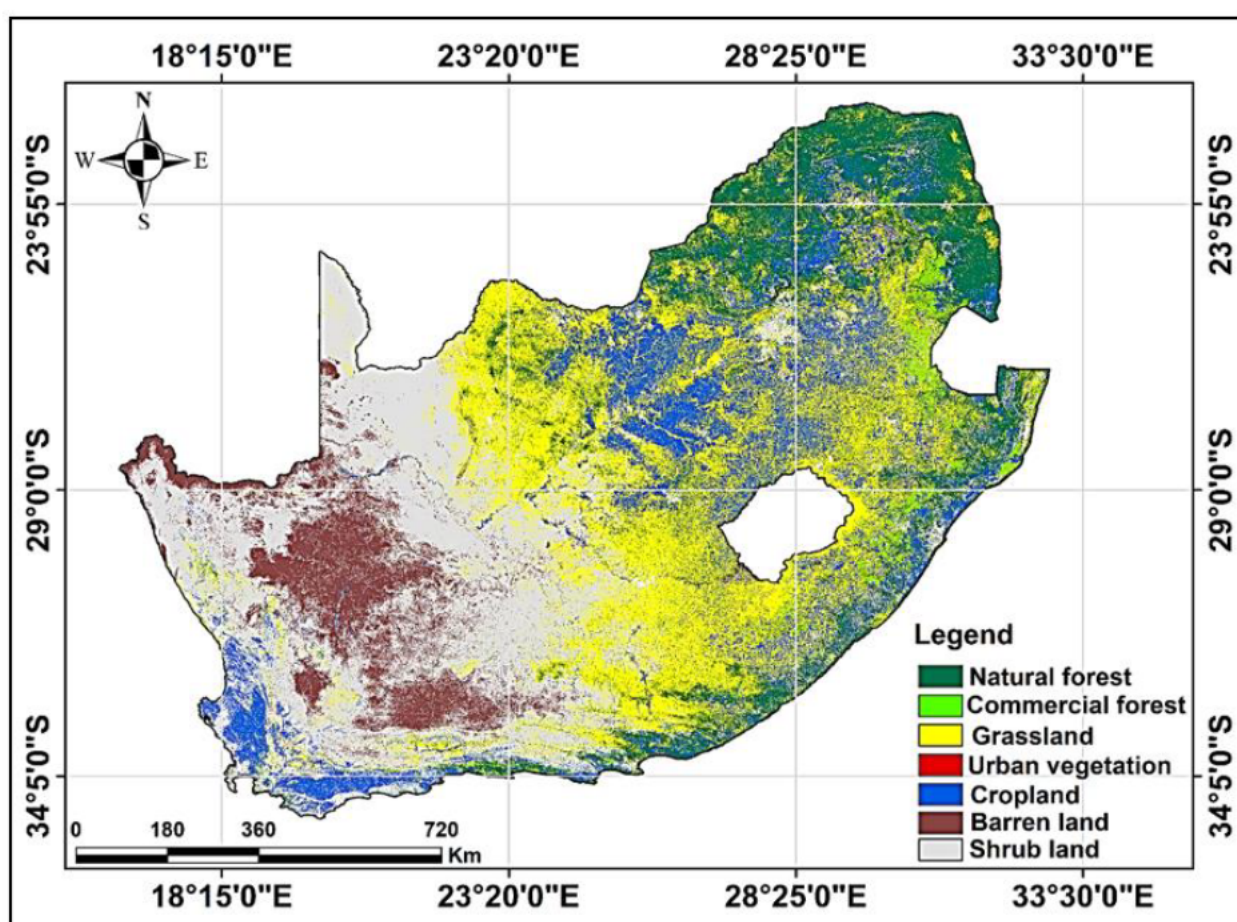 18°15'0"E 23°20'0"E 28°25'0"E 33°30'0"E
N
W E
S
23°55'0"S 23°55'0"S
29°0'0"S 29°0'0"S
34°5'0"S 34°5'0"S
Legend
Natural forest
Commercial forest
Grassland
Urban vegetation
Cropland
Barren land
Shrub land
0 180 360 720
Km
18°15'0"E 23°20'0"E 28°25'0"E 33°30'0"E